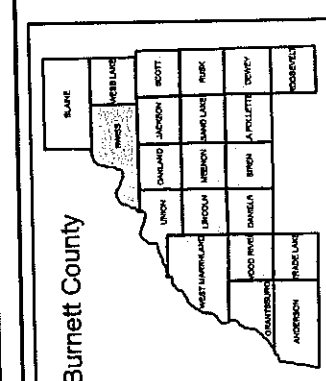 Burnett County
BLAINE
SWISS
WEBB LAKE
UNION
OAKLAND
JACKSON
SCOTT
WEST MARSHLAND
LINCOLN
MEENON
SAND LAKE
RUSK
GRANTSBURG
WOOD RIVER
DANIELS
SIREN
LA FOLLETTE
DEWEY
ANDERSON
TRADE LAKE
ROOSEVELT